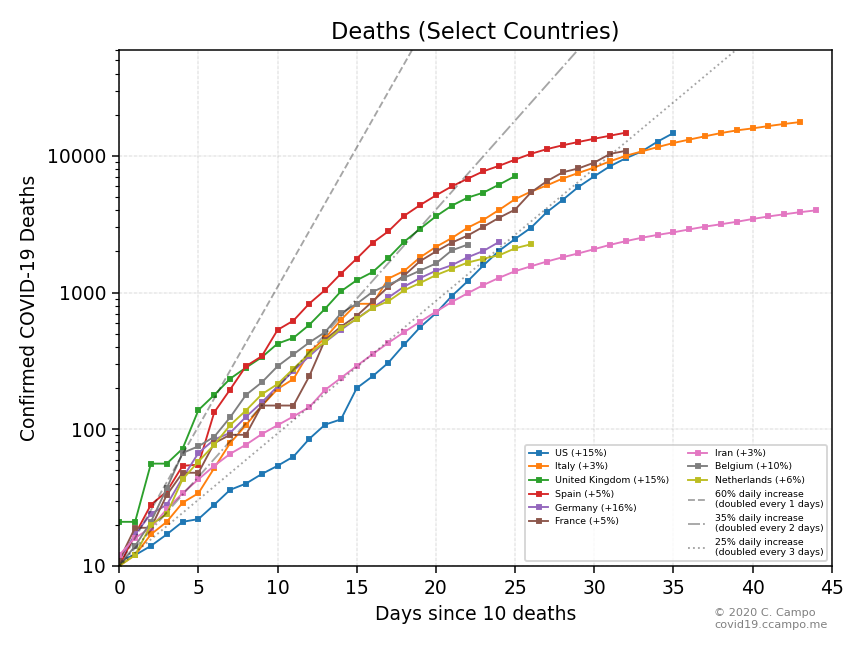 Deaths (Select Countries)
Confirmed COVID-19 Deaths
10000
1000
100
10
0 5 10 15 20 25 30 35 40 45
Days since 10 deaths
US (+15%)
Italy (+3%)
United Kingdom (+15%)
Spain (+5%)
Germany (+16%)
France (+5%)
Iran (+3%)
Belgium (+10%)
Netherlands (+6%)
60% daily increase
(doubled every 1 days)
35% daily increase
(doubled every 2 days)
25% daily increase
(doubled every 3 days)
© 2020 C. Campo
covid19.ccampo.me